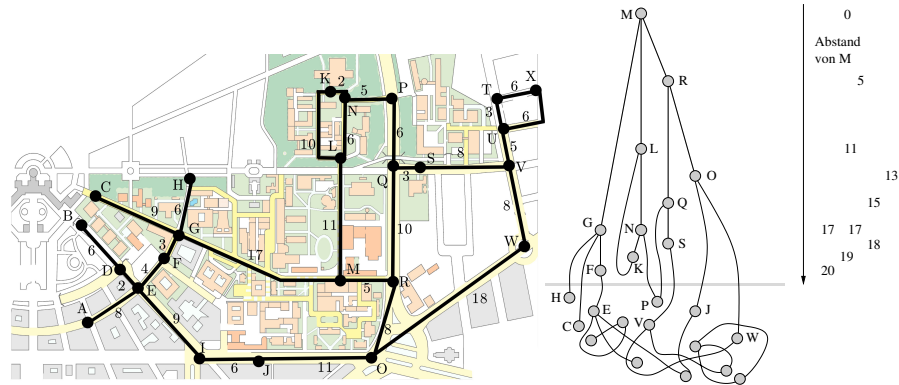 K 2
5 P
N
10 6 6
L
S
3 8
Q
T 6 X
3
U 6
5
V
8
W
H
C
9 6
B G
3
6 F 17
D 4
2 E
A 8
9
11
M
10
R
8
18
I
6 J 11 O
M
R
L
O
Q
G N
S
F K
H P
E J
C V
W
0
Abstand
von M
5
11
13
15
17 17
18
19
20